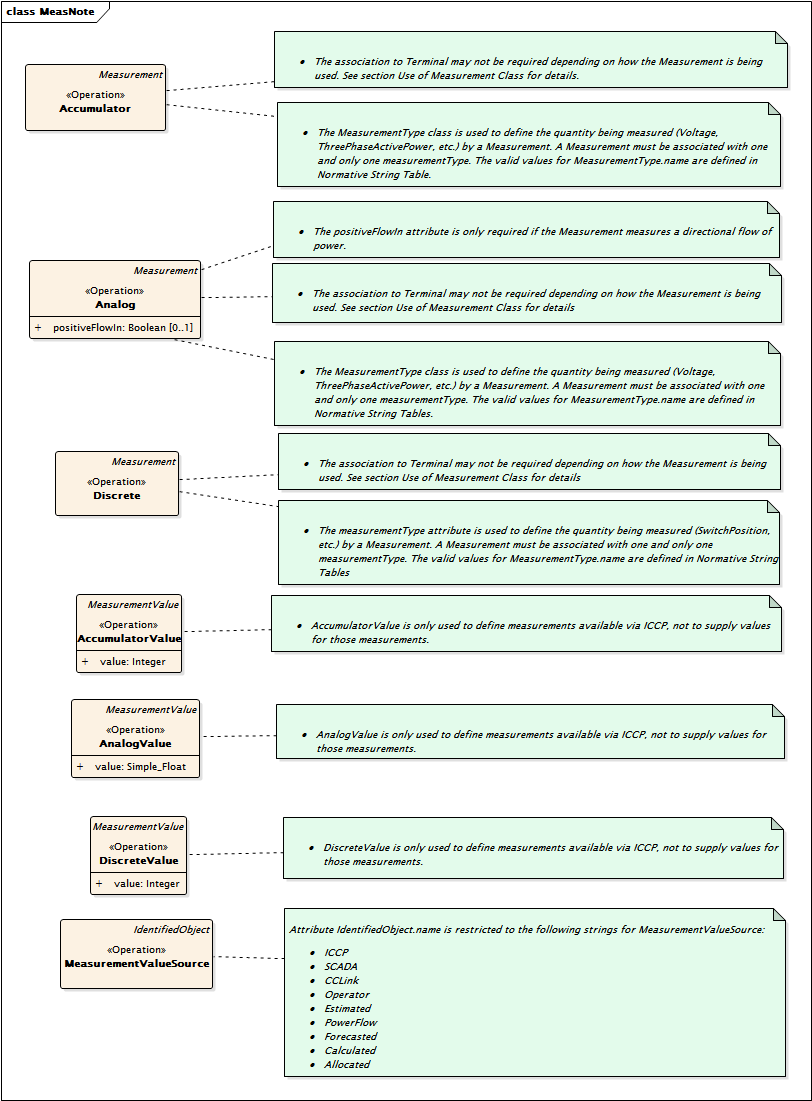 class MeasNote
Measurement
«Operation»
Accumulator
• The association to Terminal may not be required depending on how the Measurement is being
used. See section Use of Measurement Class for details.
• The MeasurementType class is used to define the quantity being measured (Voltage,
ThreePhaseActivePower, etc.) by a Measurement. A Measurement must be associated with one
and only one measurementType. The valid values for MeasurementType.name are defined in
Normative String Table.
Measurement
«Operation»
Analog
+ positiveFlowIn: Boolean [0..1]
• The positiveFlowIn attribute is only required if the Measurement measures a directional flow of
power.
• The association to Terminal may not be required depending on how the Measurement is being
used. See section Use of Measurement Class for details
• The MeasurementType class is used to define the quantity being measured (Voltage,
ThreePhaseActivePower, etc.) by a Measurement. A Measurement must be associated with one
and only one measurementType. The valid values for MeasurementType.name are defined in
Normative String Tables.
Measurement
«Operation»
Discrete
• The association to Terminal may not be required depending on how the Measurement is being
used. See section Use of Measurement Class for details
• The measurementType attribute is used to define the quantity being measured (SwitchPosition,
etc.) by a Measurement. A Measurement must be associated with one and only one
measurementType. The valid values for MeasurementType.name are defined in Normative String
Tables
MeasurementValue
«Operation»
AccumulatorValue
+ value: Integer
• AccumulatorValue is only used to define measurements available via ICCP, not to supply values
for those measurements.
MeasurementValue
«Operation»
AnalogValue
+ value: Simple_Float
• AnalogValue is only used to define measurements available via ICCP, not to supply values for
those measurements.
MeasurementValue
«Operation»
DiscreteValue
+ value: Integer
• DiscreteValue is only used to define measurements available via ICCP, not to supply values for
those measurements.
IdentifiedObject
«Operation»
MeasurementValueSource
Attribute IdentifiedObject.name is restricted to the following strings for MeasurementValueSource:
• ICCP
• SCADA
• CCLink
• Operator
• Estimated
• PowerFlow
• Forecasted
• Calculated
• Allocated